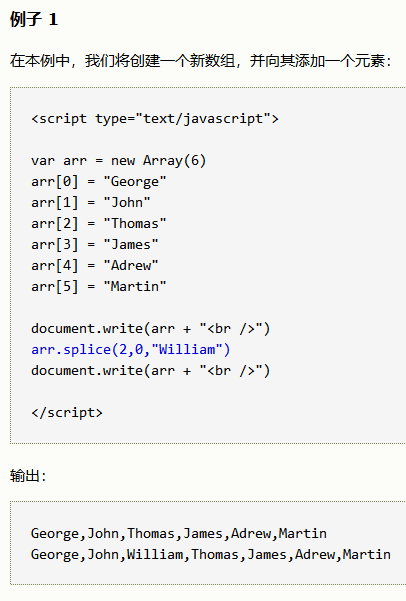 例子 1
在本例中，我们将创建一个新数组，并向其添加一个元素：
<script type="text/javascript">
var arr = new Array(6)
arr[0] = "George"
arr[1] = "John"
arr[2] = "Thomas"
arr[3] = "James"
arr[4] = "Adrew"
arr[5] = "Martin"
document.write(arr + "<br />")
arr.splice(2,0,"William")
document.write(arr + "<br />")
</script>
输出：
George,John,Thomas,James,Adrew,Martin
George,John,William,Thomas,James,Adrew,Martin